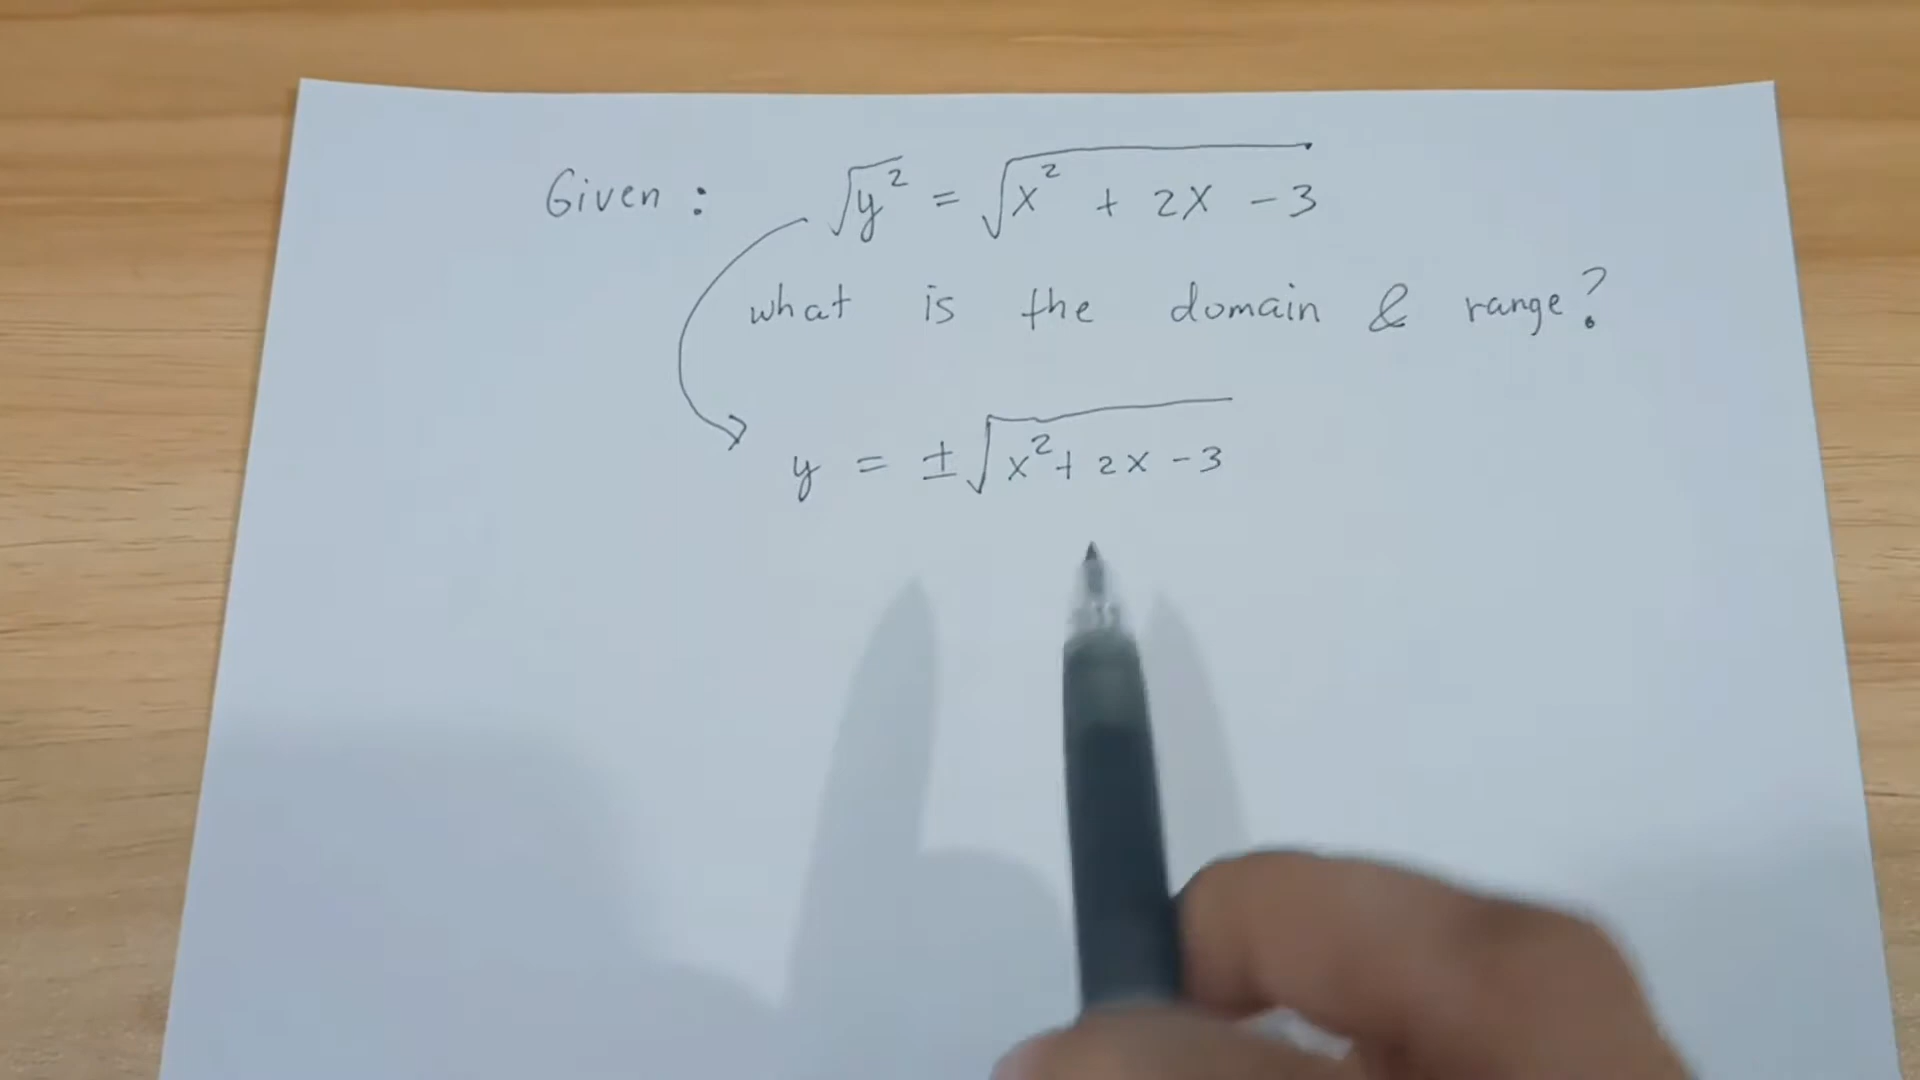 Given : √y² = √x² + 2x - 3
what is the domain & range?
y = ±√x² + 2x - 3